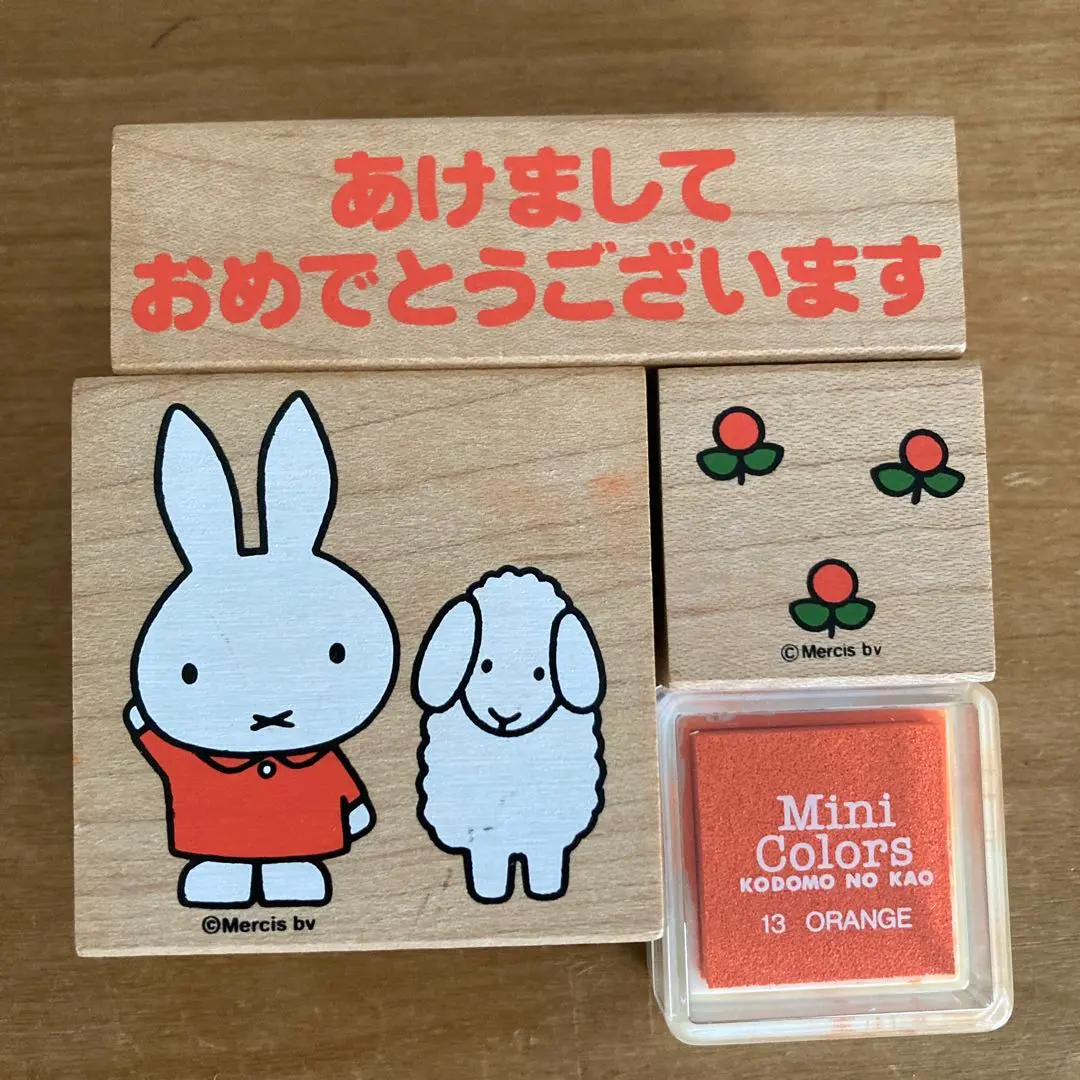 あけまして
おめでとうございます
©Mercis bv
©Mercis bv
Mini
Colors
KODOMO NO KAO
13 ORANGE